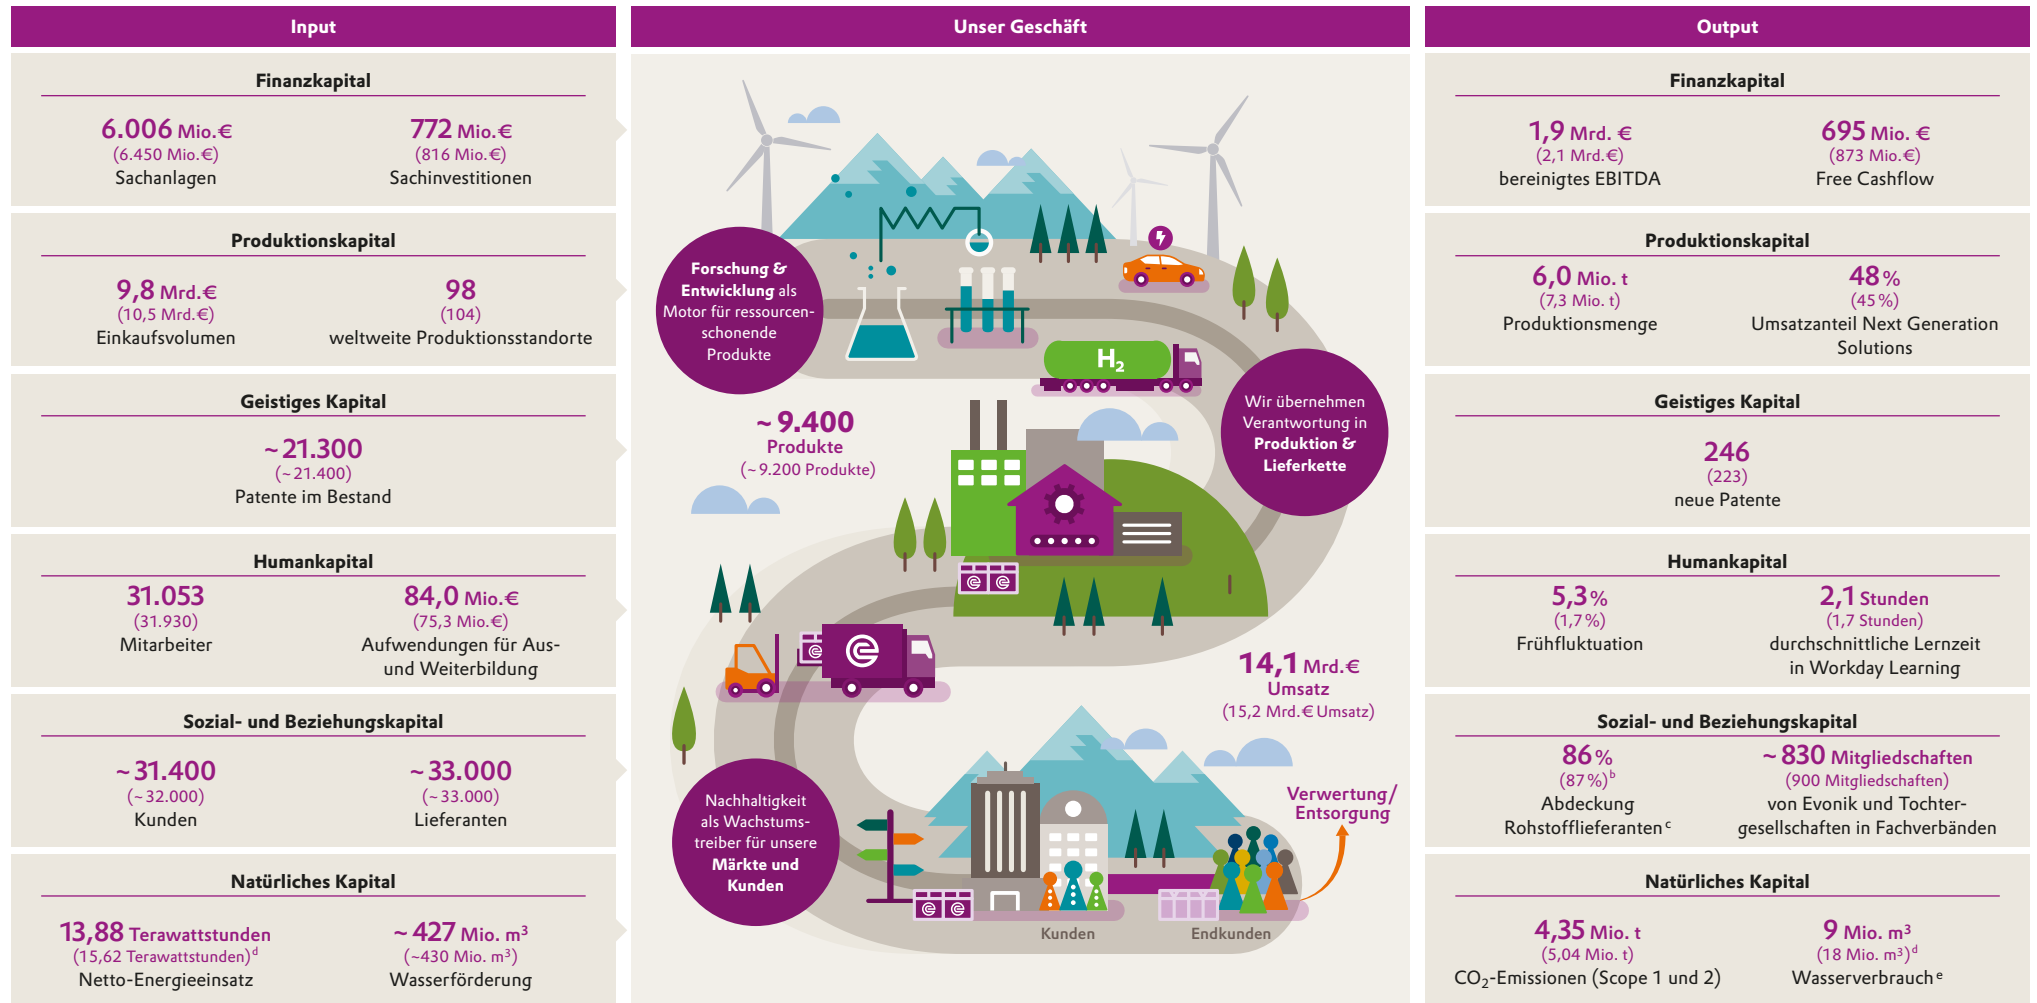 Input
Finanzkapital
6.006 Mio.€
(6.450 Mio.€)
Sachanlagen
772 Mio.€
(816 Mio.€)
Sachinvestitionen
Produktionskapital
9,8 Mrd.€
(10,5 Mrd.€)
Einkaufsvolumen
98
(104)
weltweite Produktionsstandorte
Geistiges Kapital
~21.300
(~21.400)
Patente im Bestand
Humankapital
31.053
(31.930)
Mitarbeiter
84,0 Mio.€
(75,3 Mio.€)
Aufwendungen für Aus-
und Weiterbildung
Sozial- und Beziehungskapital
~31.400
(~32.000)
Kunden
~33.000
(~33.000)
Lieferanten
Natürliches Kapital
13,88 Terawattstunden
(15,62 Terawattstunden)ᵈ
Netto-Energieeinsatz
~427 Mio. m³
(~430 Mio. m³)
Wasserförderung
Unser Geschäft
Forschung &
Entwicklung als
Motor für ressourcen-
schonende
Produkte
H₂
Wir übernehmen
Verantwortung in
Produktion &
Lieferkette
~9.400
Produkte
(~9.200 Produkte)
14,1 Mrd.€
Umsatz
(15,2 Mrd.€ Umsatz)
Nachhaltigkeit
als Wachstums-
treiber für unsere
Märkte und
Kunden
Verwertung/
Entsorgung
Kunden
Endkunden
Output
Finanzkapital
1,9 Mrd. €
(2,1 Mrd.€)
bereinigtes EBITDA
695 Mio. €
(873 Mio.€)
Free Cashflow
Produktionskapital
6,0 Mio. t
(7,3 Mio. t)
Produktionsmenge
48%
(45%)
Umsatzanteil Next Generation
Solutions
Geistiges Kapital
246
(223)
neue Patente
Humankapital
5,3%
(1,7%)
Frühfluktuation
2,1 Stunden
(1,7 Stunden)
durchschnittliche Lernzeit
in Workday Learning
Sozial- und Beziehungskapital
86%
(87%)ᵇ
Abdeckung
Rohstofflieferantenᶜ
~830 Mitgliedschaften
(900 Mitgliedschaften)
von Evonik und Tochter-
gesellschaften in Fachverbänden
Natürliches Kapital
4,35 Mio. t
(5,04 Mio. t)
CO₂-Emissionen (Scope 1 und 2)
9 Mio. m³
(18 Mio. m³)ᵈ
Wasserverbrauchᵉ